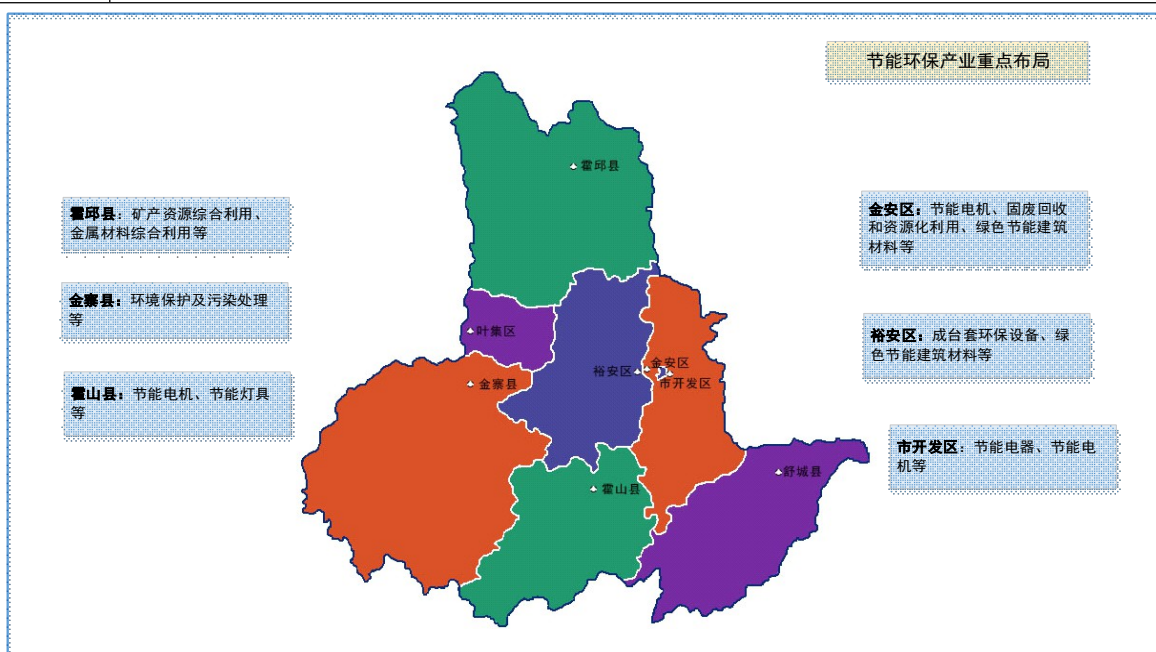 节能环保产业重点布局
霍邱县
霍邱县：矿产资源综合利用、
金属材料综合利用等
金安区：节能电机、固废回收
和资源化利用、绿色节能建筑
材料等
金寨县：环境保护及污染处理
等
叶集区
裕安区：成台套环保设备、绿
色节能建筑材料等
金安区
裕安区
市开发区
金寨县
霍山县：节能电机、节能灯具
等
市开发区：节能电器、节能电
机等
舒城县
霍山县